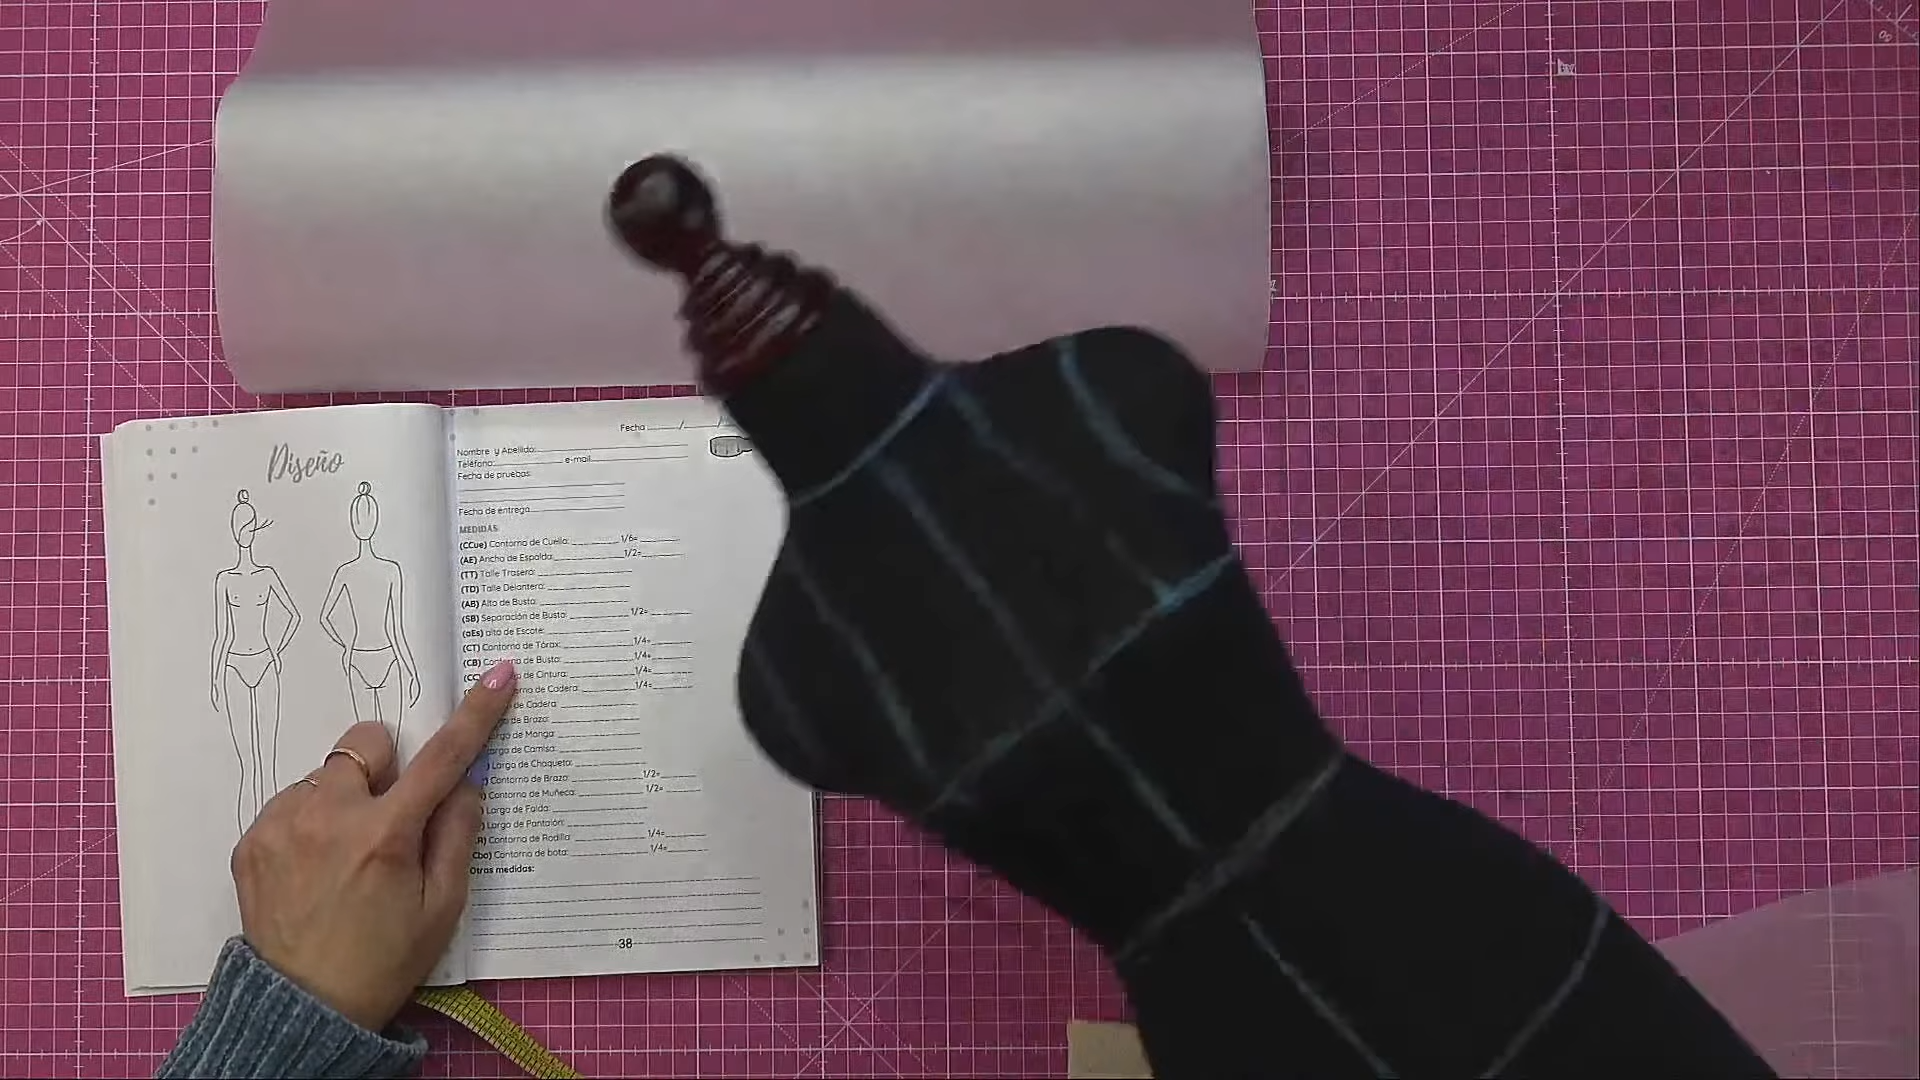 Diseño
Fecha ____/____/
Nombre y Apellido:
Teléfono: e-mail
Fecha de pruebas:
Fecha de entrega
MEDIDAS:
(CCue) Contorno de Cuello: 1/6=
(AE) Ancho de Espalda: 1/2=
(TT) Talle Trasero:
(TD) Talle Delantero:
(AB) Alto de Busto:
(SB) Separación de Busto: 1/2=
(aEs) alto de Escote:
(CT) Contorno de Tórax: 1/4=
(CB) Contorno de Busto: 1/4=
(CC) de Cintura: 1/4=
de Cadera: 1/4=
de Cadera:
de Brazo:
de Manga:
Largo de Camisa:
Largo de Chaqueta:
Contorno de Brazo: 1/2=
Contorno de Muñeca: 1/2=
Largo de Falda:
Largo de Pantalón:
Contorno de Rodilla: 1/4=
Cbo) Contorno de bota: 1/4=
Otras medidas:
38